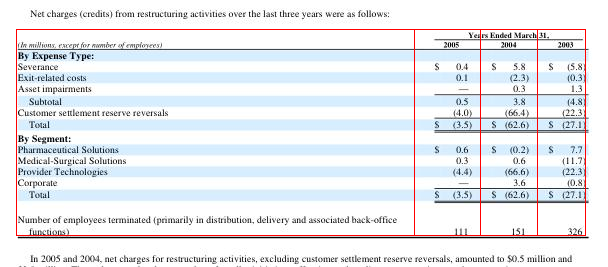 Net charges (credits) from restructuring activities over the last three years were as follows:
Years Ended March 31,
(In millions, except for number of employees) 2005 2004 2003
By Expense Type:
Severance $ 0.4 $ 5.8 $ (5.8)
Exit-related costs 0.1 (2.3) (0.3)
Asset impairments — 0.3 1.3
Subtotal 0.5 3.8 (4.8)
Customer settlement reserve reversals (4.0) (66.4) (22.3)
Total $ (3.5) $ (62.6) $ (27.1)
By Segment:
Pharmaceutical Solutions $ 0.6 $ (0.2) $ 7.7
Medical-Surgical Solutions 0.3 0.6 (11.7)
Provider Technologies (4.4) (66.6) (22.3)
Corporate — 3.6 (0.8)
Total $ (3.5) $ (62.6) $ (27.1)
Number of employees terminated (primarily in distribution, delivery and associated back-office
functions) 111 151 326
In 2005 and 2004, net charges for restructuring activities, excluding customer settlement reserve reversals, amounted to $0.5 million and